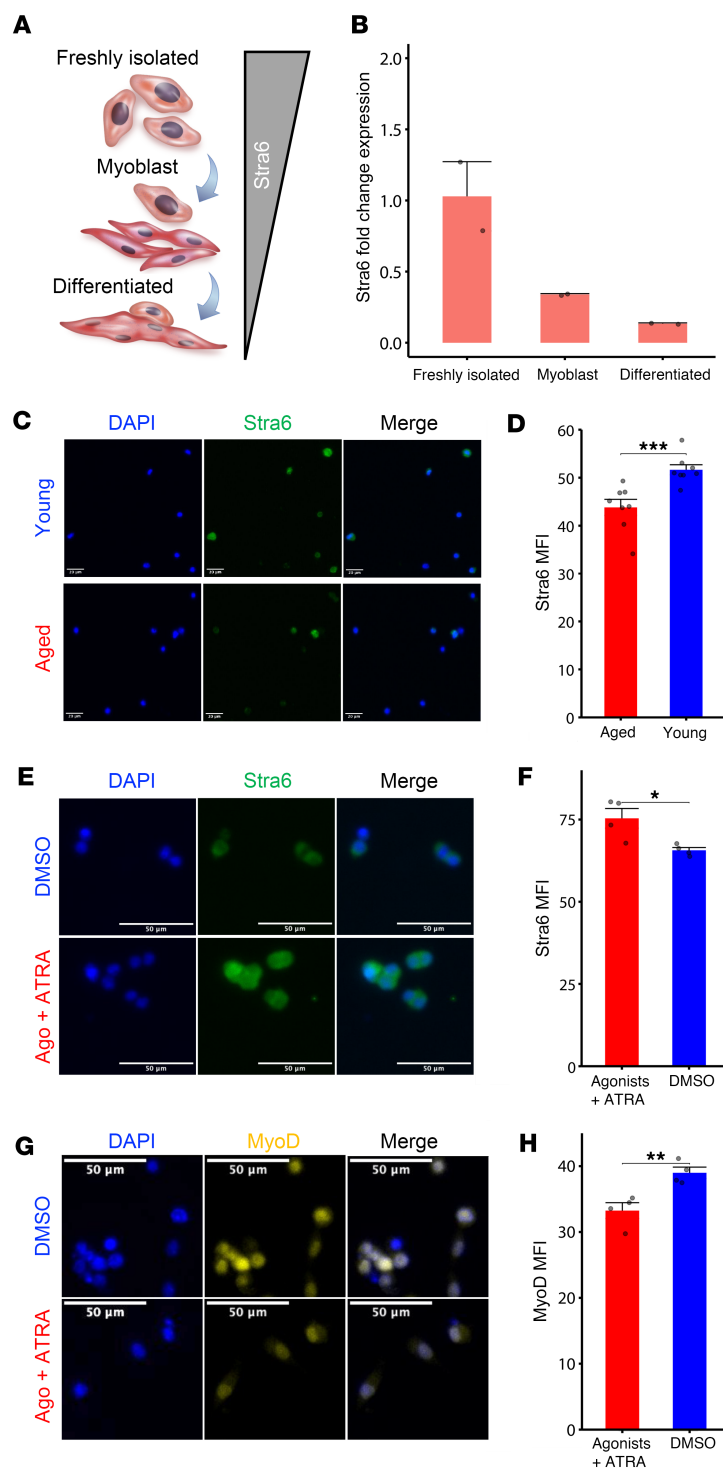 A
Freshly isolated
Myoblast
Differentiated
Stra6
B
Stra6 fold change expression
2.0
1.5
1.0
0.5
0.0
Freshly isolated
Myoblast
Differentiated
C
DAPI
Stra6
Merge
Young
Aged
D
***
Stra6 MFI
60
50
40
30
20
10
0
Aged
Young
E
DAPI
Stra6
Merge
DMSO
50 µm
50 µm
50 µm
Ago + ATRA
50 µm
50 µm
50 µm
F
*
Stra6 MFI
75
50
25
0
Agonists
+ ATRA
DMSO
G
DAPI
MyoD
Merge
DMSO
50 µm
50 µm
50 µm
Ago + ATRA
50 µm
50 µm
50 µm
H
**
MyoD MFI
40
30
20
10
0
Agonists
+ ATRA
DMSO